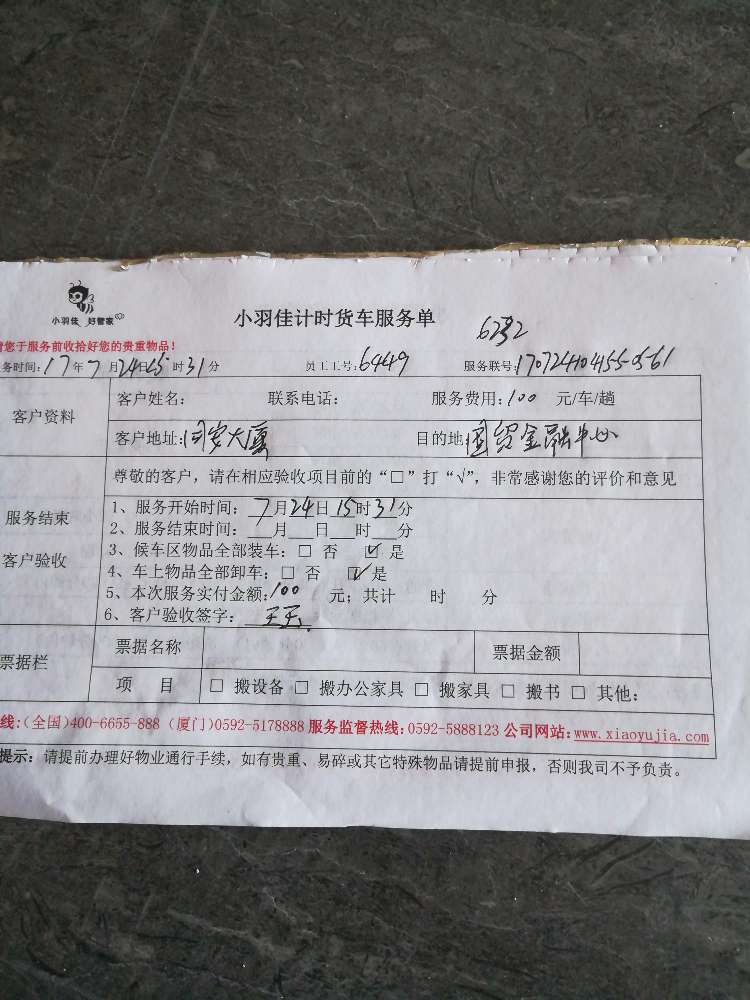 小羽佳 好管家
小羽佳计时货车服务单
请您于服务前收拾好您的贵重物品！
务时间：17年7月24日15时31分 员工工号：6449 服务联号：
客户资料
客户姓名： 联系电话： 服务费用：100 元/车/趟
客户地址：同安大厦 目的地：国贸金融中心
服务结束
客户验收
尊敬的客户，请在相应验收项目前的“□”打“√”，非常感谢您的评价和意见
1、服务开始时间：7月24日15时31分
2、服务结束时间：__月__日__时__分
3、候车区物品全部装车：□ 否 ☑ 是
4、车上物品全部卸车：□ 否 ☑ 是
5、本次服务实付金额：100 元；共计 时 分
6、客户验收签字：
票据栏
票据名称 票据金额
项 目 □ 搬设备 □ 搬办公家具 □ 搬家具 □ 搬书 □ 其他：
线：(全国)400-6655-888（厦门)0592-5178888 服务监督热线：0592-5888123 公司网站：www.xiaoyujia.com
提示：请提前办理好物业通行手续，如有贵重、易碎或其它特殊物品请提前申报，否则我司不予负责。